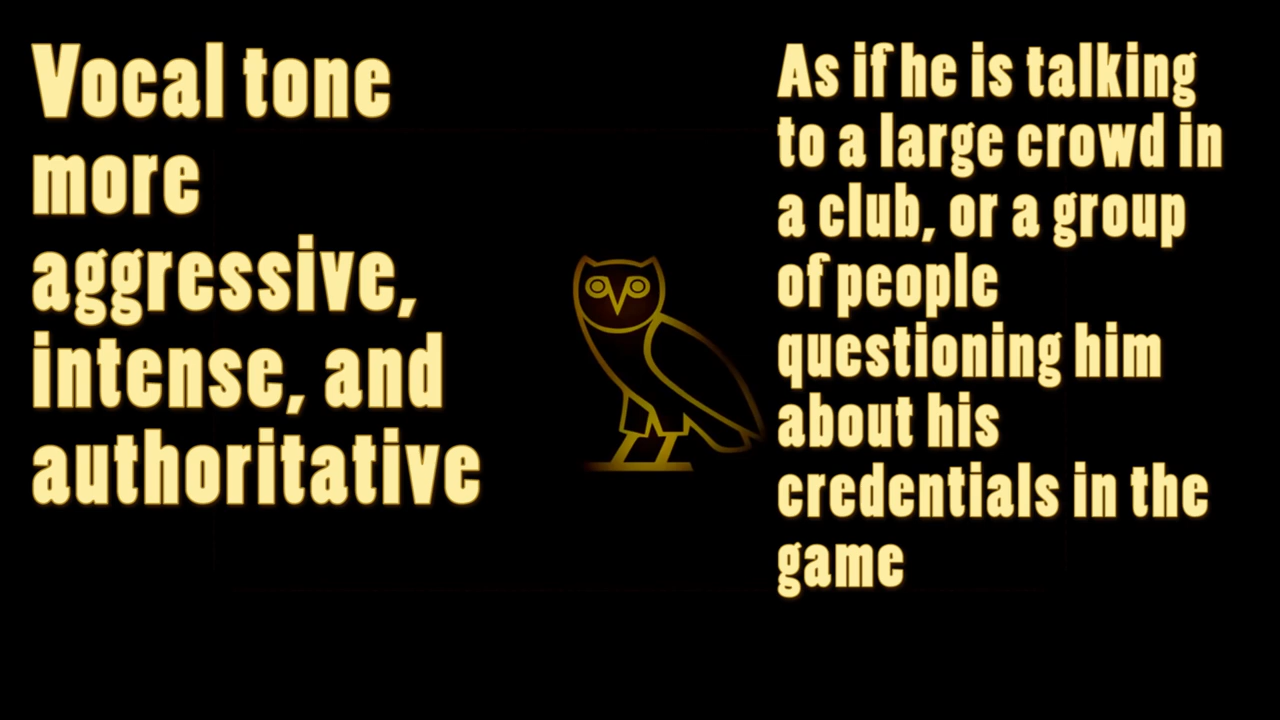 Vocal tone
more
aggressive,
intense, and
authoritative
As if he is talking
to a large crowd in
a club, or a group
of people
questioning him
about his
credentials in the
game